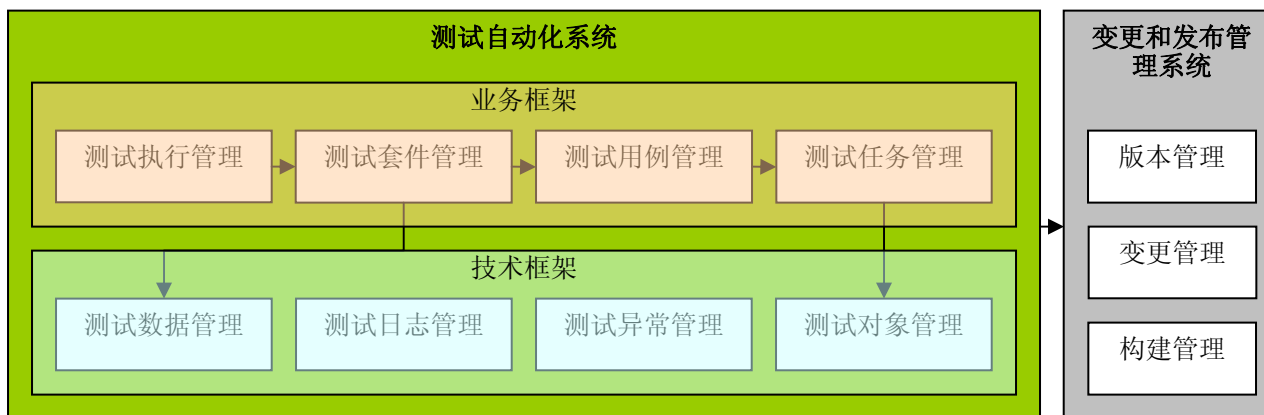 测试自动化系统
业务框架
测试执行管理
测试套件管理
测试用例管理
测试任务管理
技术框架
测试数据管理
测试日志管理
测试异常管理
测试对象管理
变更和发布管
理系统
版本管理
变更管理
构建管理